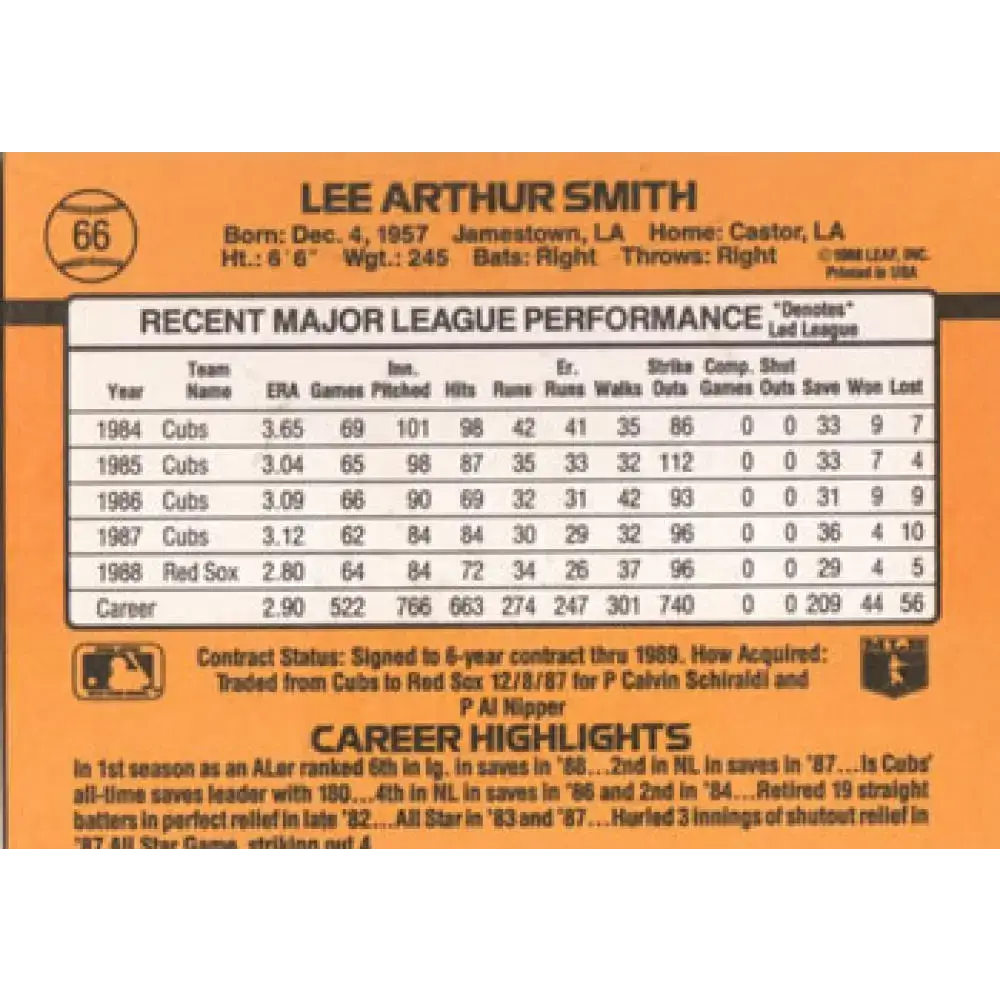 66
LEE ARTHUR SMITH
Born: Dec. 4, 1957 Jamestown, LA Home: Castor, LA
Ht.: 6'6" Wgt.: 245 Bats: Right Throws: Right
© 1988 LEAF, INC.
Printed in USA
RECENT MAJOR LEAGUE PERFORMANCE "Denotes" Led League
Year Team Name ERA Games Inn. Pitched Hits Runs Er. Runs Walks Strike Outs Comp. Games Shut Outs Save Won Lost
1984 Cubs 3.65 69 101 98 42 41 35 86 0 0 33 9 7
1985 Cubs 3.04 65 98 87 35 33 32 112 0 0 33 7 4
1986 Cubs 3.09 66 90 69 32 31 42 93 0 0 31 9 9
1987 Cubs 3.12 62 84 84 30 29 32 96 0 0 36 4 10
1988 Red Sox 2.80 64 84 72 34 26 37 96 0 0 29 4 5
Career 2.90 522 766 663 274 247 301 740 0 0 209 44 56
Contract Status: Signed to 6-year contract thru 1989. How Acquired:
Traded from Cubs to Red Sox 12/8/87 for P Calvin Schiraldi and
P Al Nipper
CAREER HIGHLIGHTS
In 1st season as an ALer ranked 6th in lg. in saves in '88...2nd in NL in saves in '87...Is Cubs'
all-time saves leader with 180...4th in NL in saves in '86 and 2nd in '84...Retired 19 straight
batters in perfect relief in late '82...All Star in '83 and '87...Hurled 3 innings of shutout relief in
'87 All Star Game, striking out 4